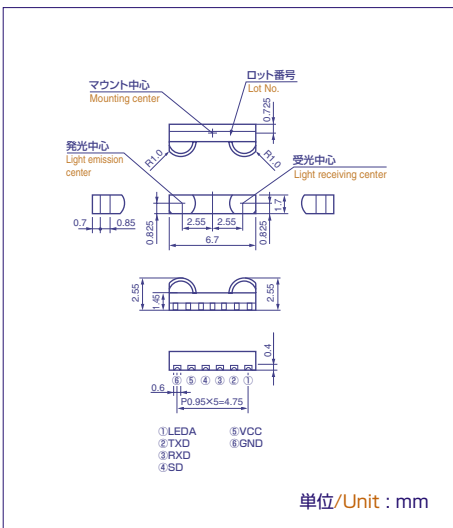 マウント中心
Mounting center
ロット番号
Lot No.
0.725
発光中心
Light emission
center
R1.0
R1.0
受光中心
Light receiving center
0.7
0.85
0.825
2.55
2.55
0.825
1.7
6.7
2.55
1.45
2.55
0.4
0.6
⑥ ⑤ ④ ③ ② ①
P0.95×5=4.75
①LEDA ⑤VCC
②TXD ⑥GND
③RXD
④SD
単位/Unit : mm